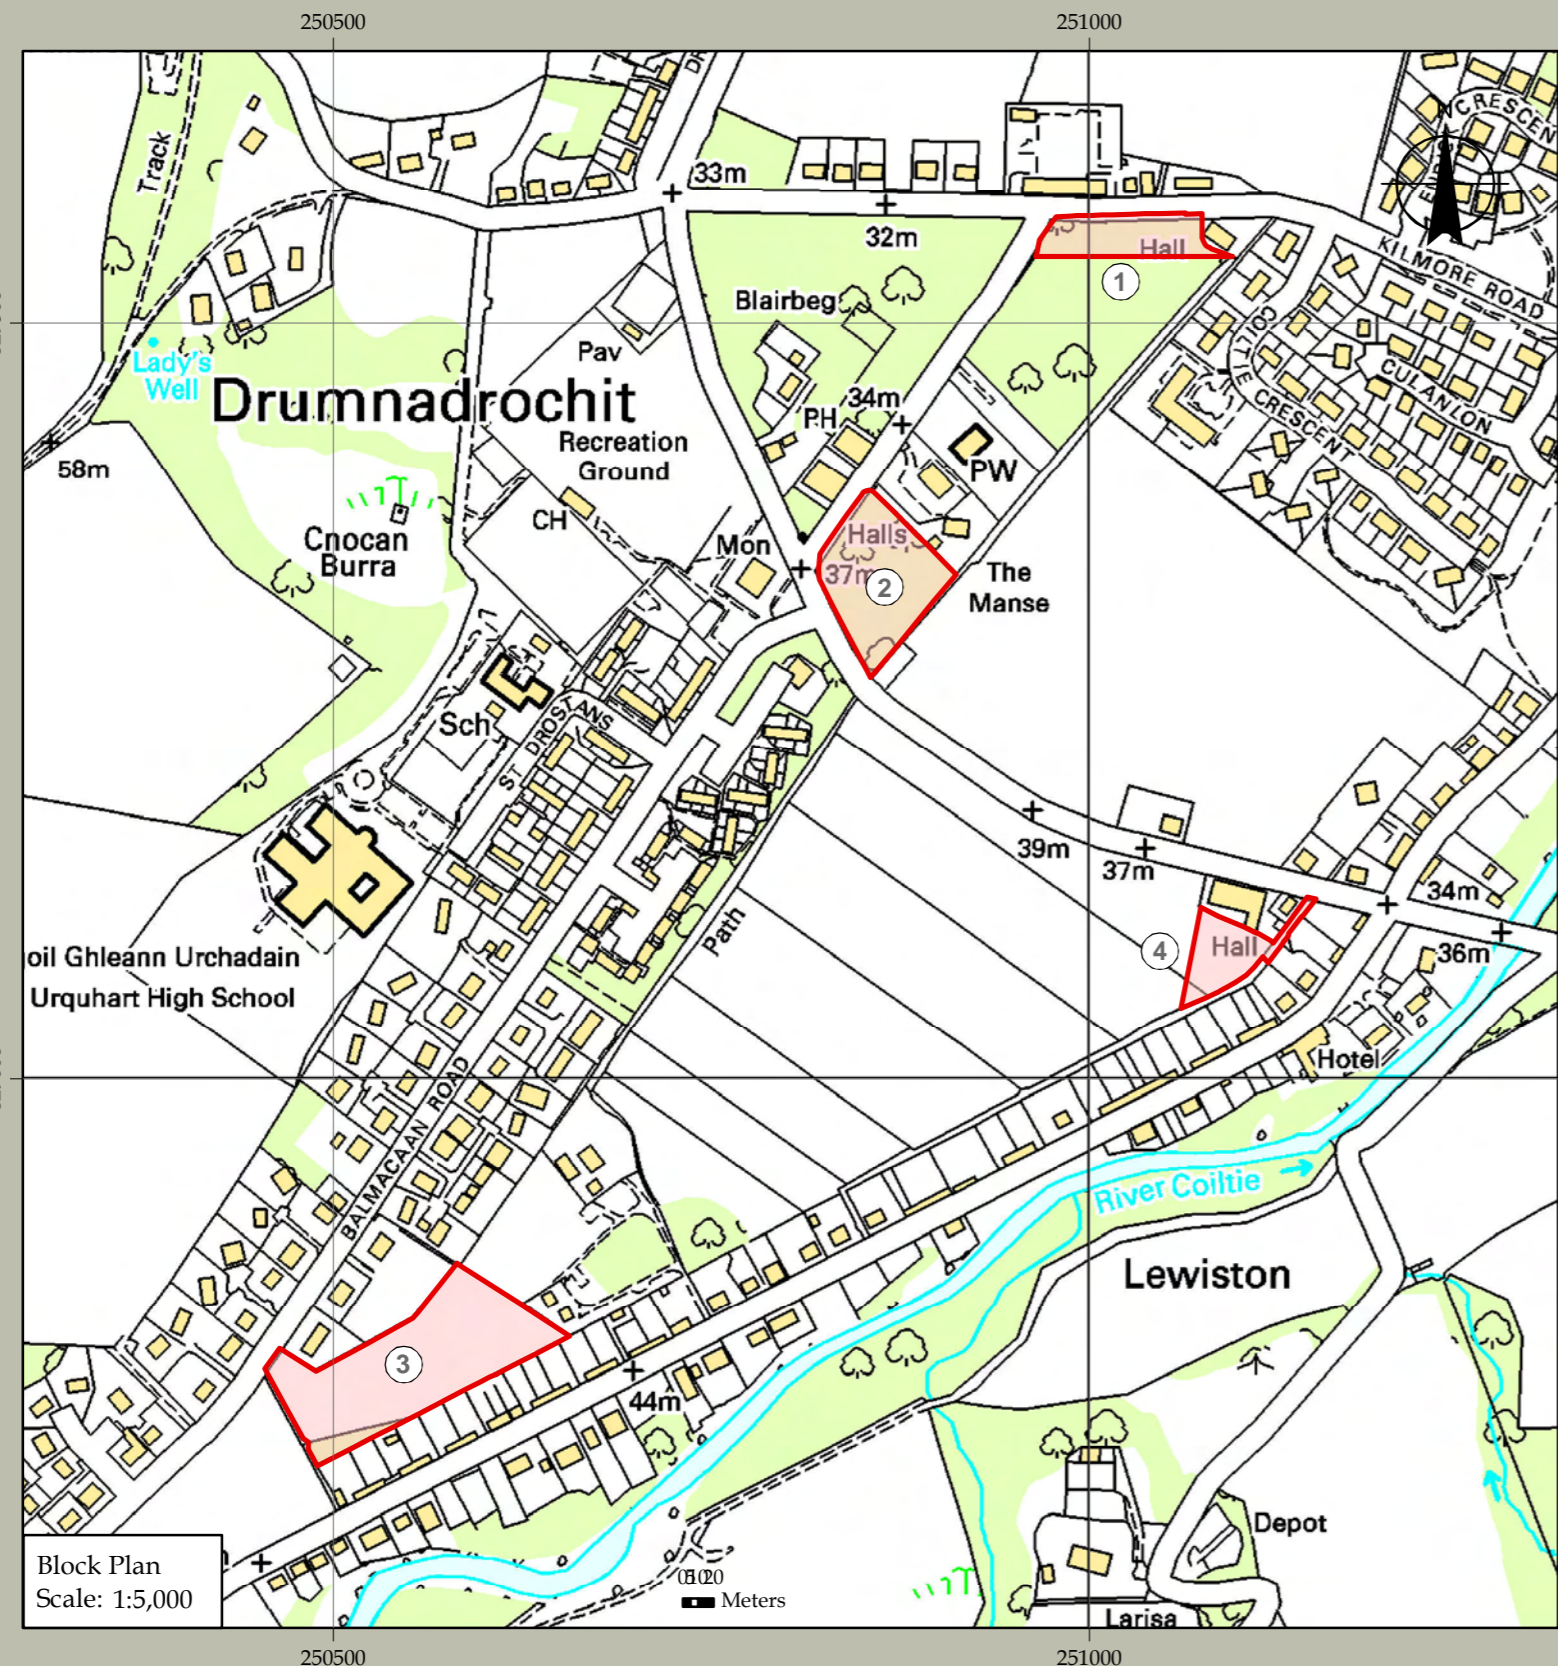 250500
251000
DR
CRESCENT
Track
33m
32m
Hall
1
KILMORE ROAD
Blairbeg
Lady's
Well
Pav
Drumnadrochit
34m
PH
COILTIE CRESCENT
CULANLON
Recreation
Ground
58m
PW
CH
Cnocan
Burra
Mon
Halls
37m
2
The
Manse
Sch
ST DROSTANS
39m
37m
34m
Path
4
Hall
36m
oil Ghleann Urchadain
Urquhart High School
Hotel
BALMACAN ROAD
River Coiltie
Lewiston
3
44m
Depot
Block Plan
Scale: 1:5,000
Meters
Larisa
250500
251000